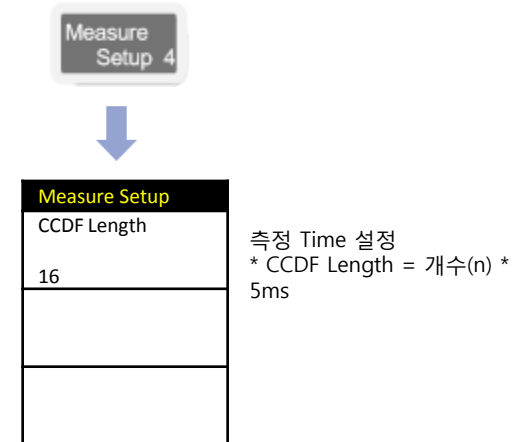 Measure
Setup 4
Measure Setup
CCDF Length
16
측정 Time 설정
* CCDF Length = 개수(n) *
5ms